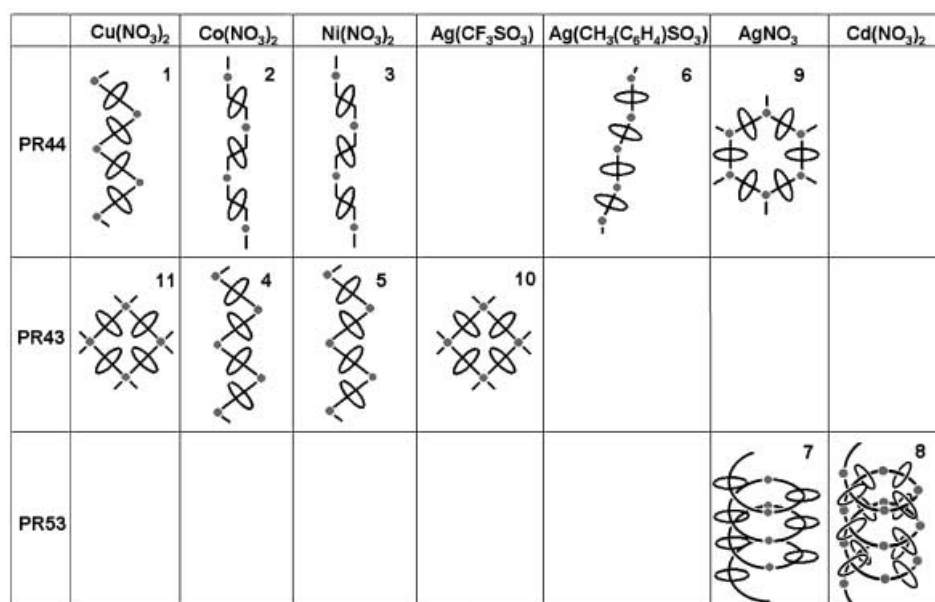 Cu(NO3)2 Co(NO3)2 Ni(NO3)2 Ag(CF3SO3) Ag(CH3(C6H4)SO3) AgNO3 Cd(NO3)2
PR44 1 2 3 6 9
PR43 11 4 5 10
PR53 7 8